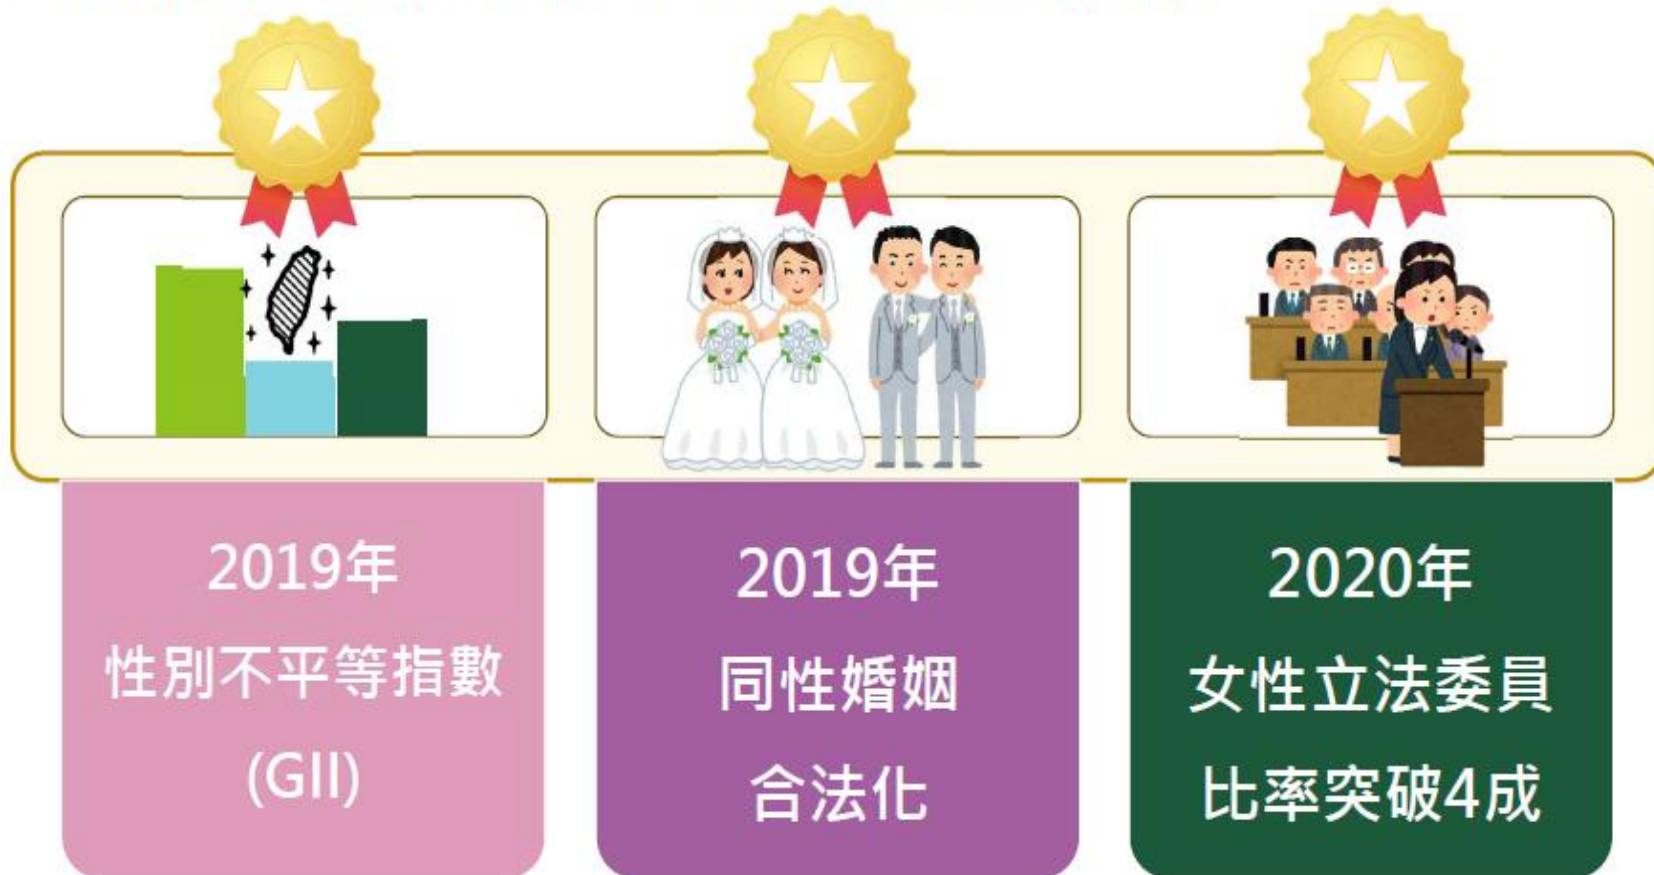 2019年
性別不平等指數
(GII)
2019年
同性婚姻
合法化
2020年
女性立法委員
比率突破4成